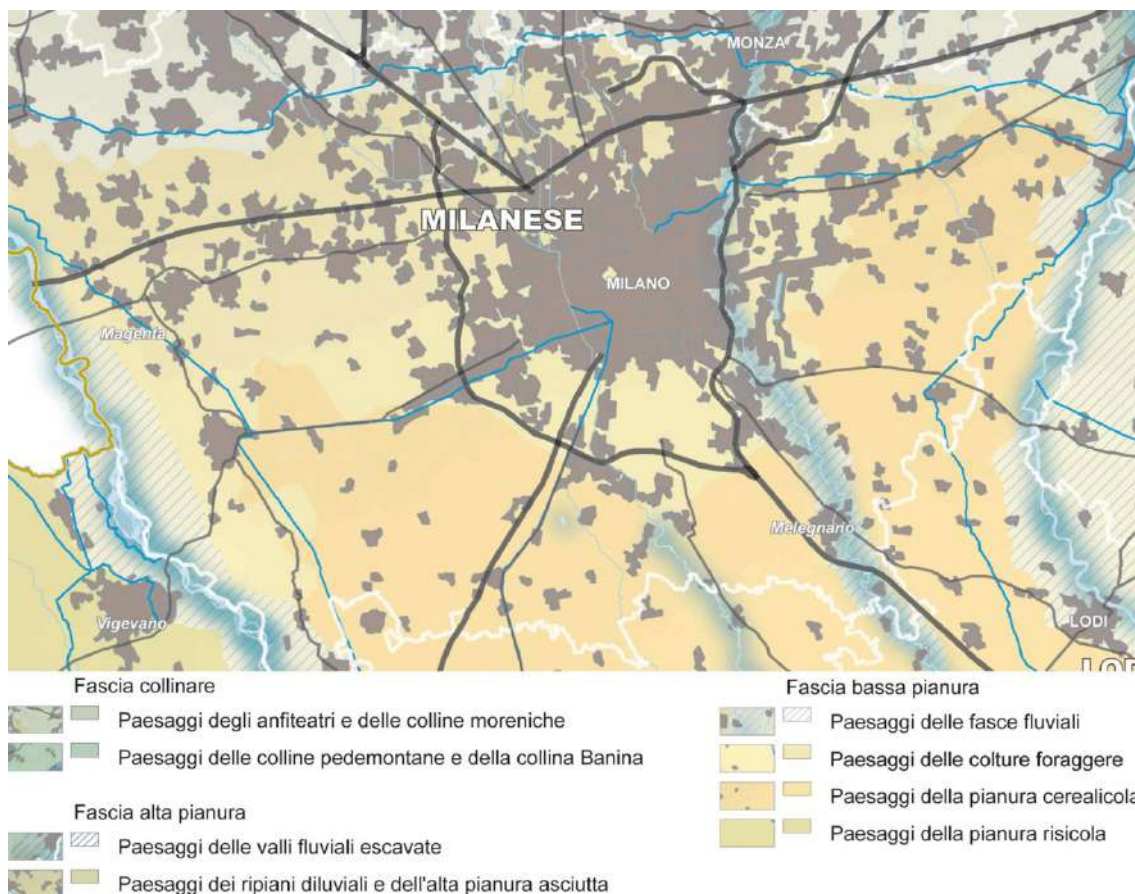 MONZA
MILANESE
MILANO
Magenta
Melegnano
Vigevano
LODI
Fascia collinare
Paesaggi degli anfiteatri e delle colline moreniche
Paesaggi delle colline pedemontane e della collina Banina
Fascia alta pianura
Paesaggi delle valli fluviali escavate
Paesaggi dei ripiani diluviali e dell'alta pianura asciutta
Fascia bassa pianura
Paesaggi delle fasce fluviali
Paesaggi delle colture foraggere
Paesaggi della pianura cerealicola
Paesaggi della pianura risicola